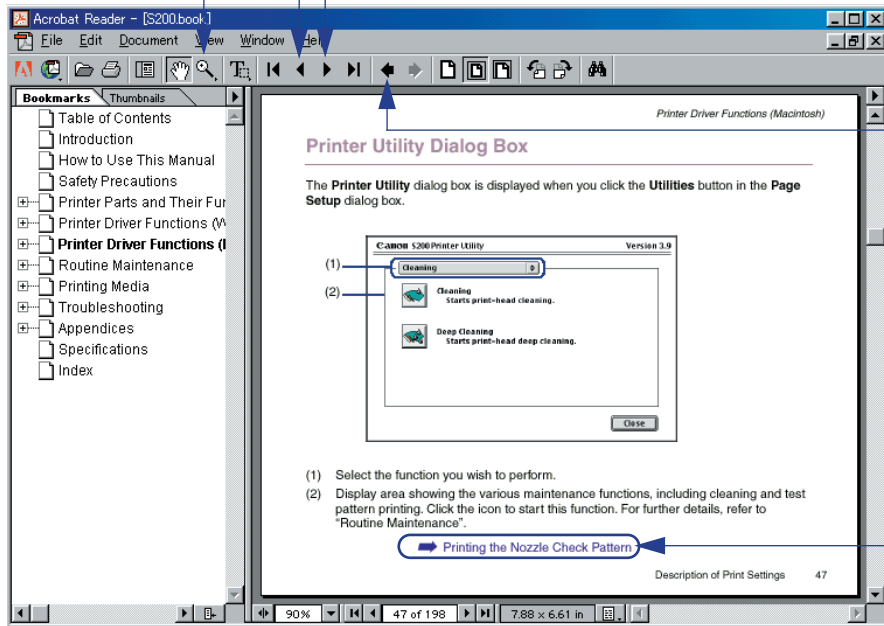 Acrobat Reader - [S200.book]
File Edit Document View Window Help
Bookmarks Thumbnails
Table of Contents
Introduction
How to Use This Manual
Safety Precautions
Printer Parts and Their Fur
Printer Driver Functions (W
Printer Driver Functions (I
Routine Maintenance
Printing Media
Troubleshooting
Appendices
Specifications
Index
Printer Driver Functions (Macintosh)
Printer Utility Dialog Box
The Printer Utility dialog box is displayed when you click the Utilities button in the Page
Setup dialog box.
Canon S200 Printer Utility Version 3.9
(1) Cleaning
(2) Cleaning
Starts print-head cleaning.
Deep Cleaning
Starts print-head deep cleaning.
Close
(1) Select the function you wish to perform.
(2) Display area showing the various maintenance functions, including cleaning and test
pattern printing. Click the icon to start this function. For further details, refer to
“Routine Maintenance”.
Printing the Nozzle Check Pattern
Description of Print Settings 47
90% 47 of 198 7.88 × 6.61 in